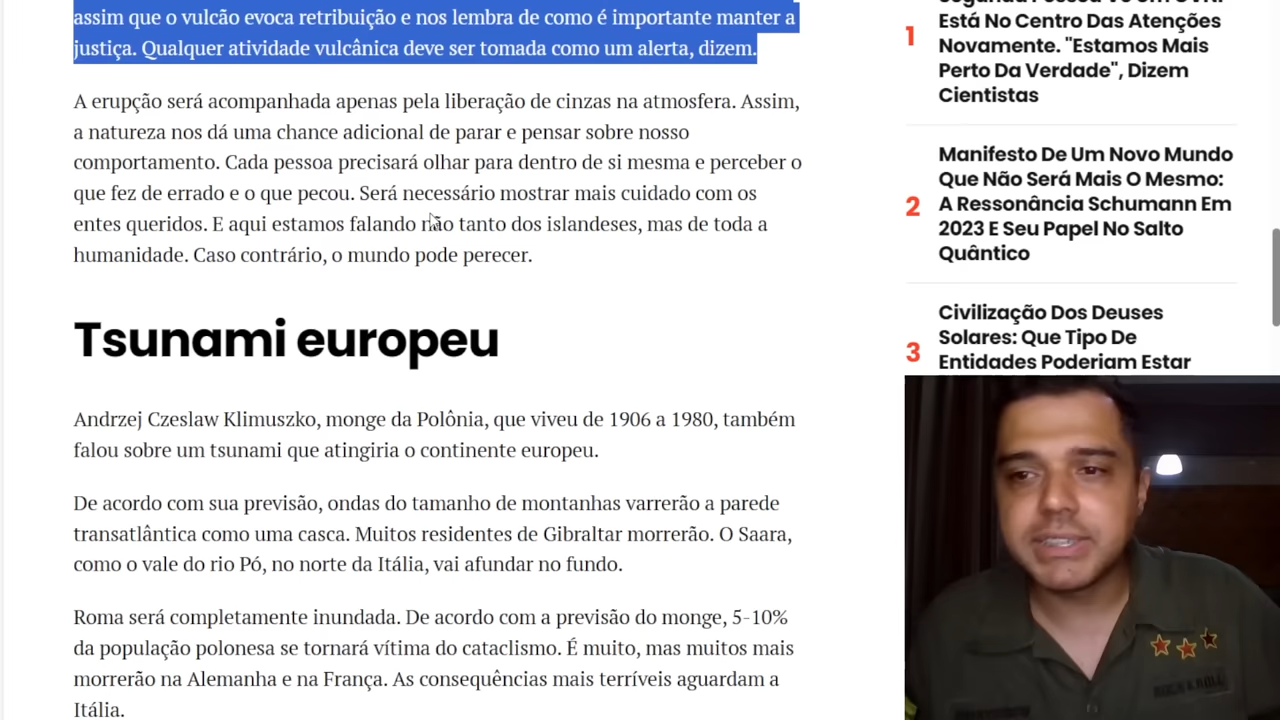 assim que o vulcão evoca retribuição e nos lembra de como é importante manter a
justiça. Qualquer atividade vulcânica deve ser tomada como um alerta, dizem.
A erupção será acompanhada apenas pela liberação de cinzas na atmosfera. Assim,
a natureza nos dá uma chance adicional de parar e pensar sobre nosso
comportamento. Cada pessoa precisará olhar para dentro de si mesma e perceber o
que fez de errado e o que pecou. Será necessário mostrar mais cuidado com os
entes queridos. E aqui estamos falando não tanto dos islandeses, mas de toda a
humanidade. Caso contrário, o mundo pode perecer.
Tsunami europeu
Andrzej Czeslaw Klimuszko, monge da Polônia, que viveu de 1906 a 1980, também
falou sobre um tsunami que atingiria o continente europeu.
De acordo com sua previsão, ondas do tamanho de montanhas varrerão a parede
transatlântica como uma casca. Muitos residentes de Gibraltar morrerão. O Saara,
como o vale do rio Pó, no norte da Itália, vai afundar no fundo.
Roma será completamente inundada. De acordo com a previsão do monge, 5-10%
da população polonesa se tornará vítima do cataclismo. É muito, mas muitos mais
morrerão na Alemanha e na França. As consequências mais terríveis aguardam a
Itália.
1
Está No Centro Das Atenções
Novamente. "Estamos Mais
Perto Da Verdade", Dizem
Cientistas
2
Manifesto De Um Novo Mundo
Que Não Será Mais O Mesmo:
A Ressonância Schumann Em
2023 E Seu Papel No Salto
Quântico
3
Civilização Dos Deuses
Solares: Que Tipo De
Entidades Poderiam Estar